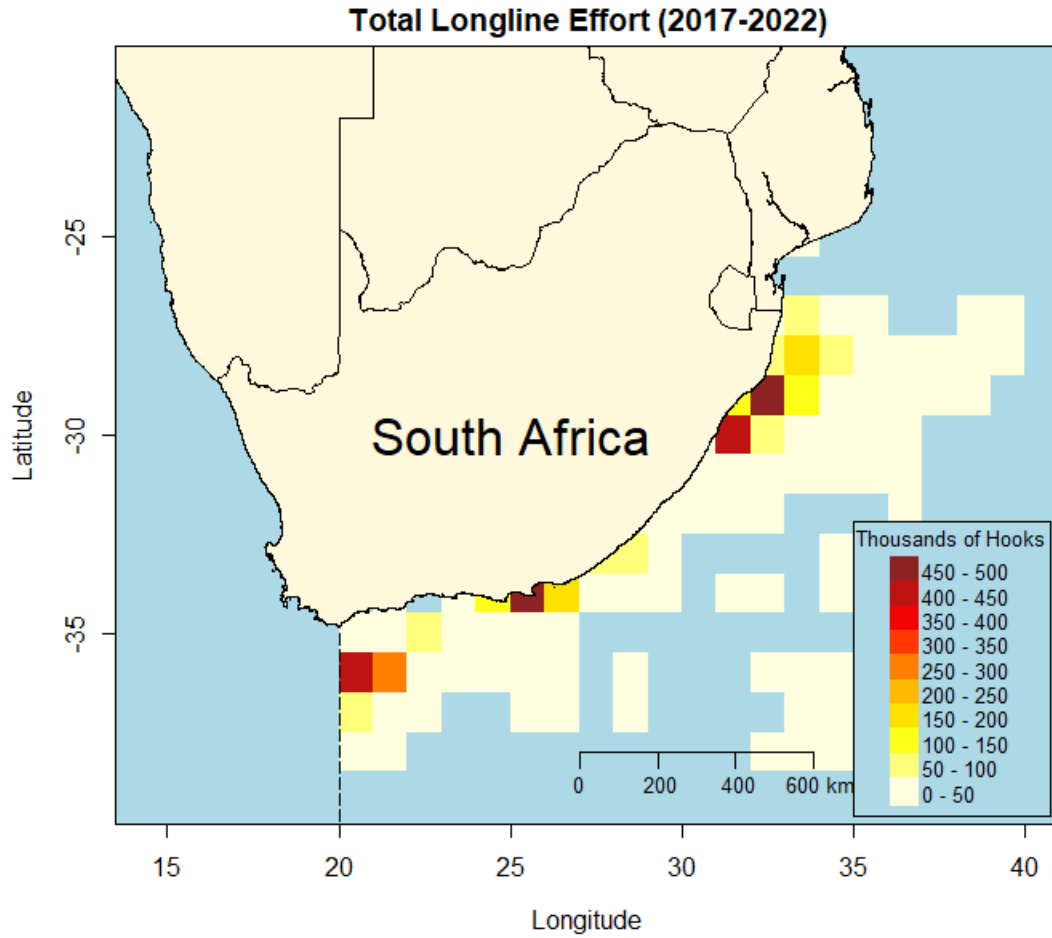 Total Longline Effort (2017-2022)
Latitude
-25
-30
-35
South Africa
Thousands of Hooks
450 - 500
400 - 450
350 - 400
300 - 350
250 - 300
200 - 250
150 - 200
100 - 150
50 - 100
0 - 50
0 200 400 600 km
15 20 25 30 35 40
Longitude